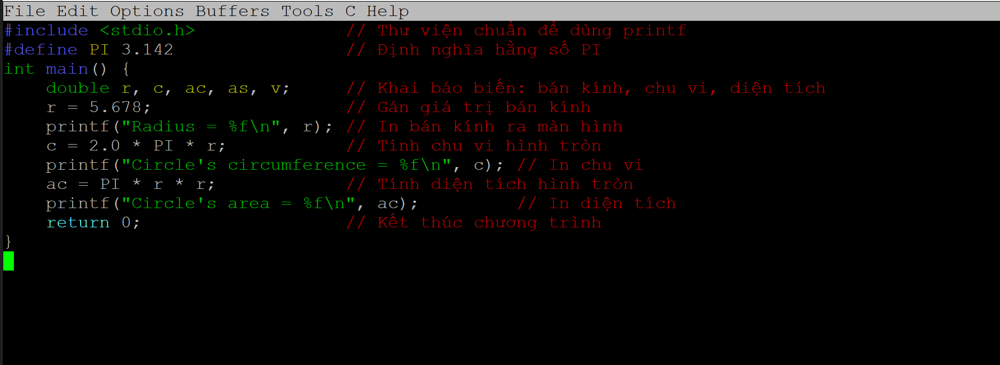 File Edit Options Buffers Tools C Help
#include <stdio.h>              // Thư viện chuẩn để dùng printf
#define PI 3.142                // Định nghĩa hằng số PI
int main() {
    double r, c, ac, as, v;     // Khai báo biến: bán kính, chu vi, diện tích
    r = 5.678;                  // Gán giá trị bán kính
    printf("Radius = %f\n", r); // In bán kính ra màn hình
    c = 2.0 * PI * r;           // Tính chu vi hình tròn
    printf("Circle's circumference = %f\n", c); // In chu vi
    ac = PI * r * r;            // Tính diện tích hình tròn
    printf("Circle's area = %f\n", ac);         // In diện tích
    return 0;                   // Kết thúc chương trình
}